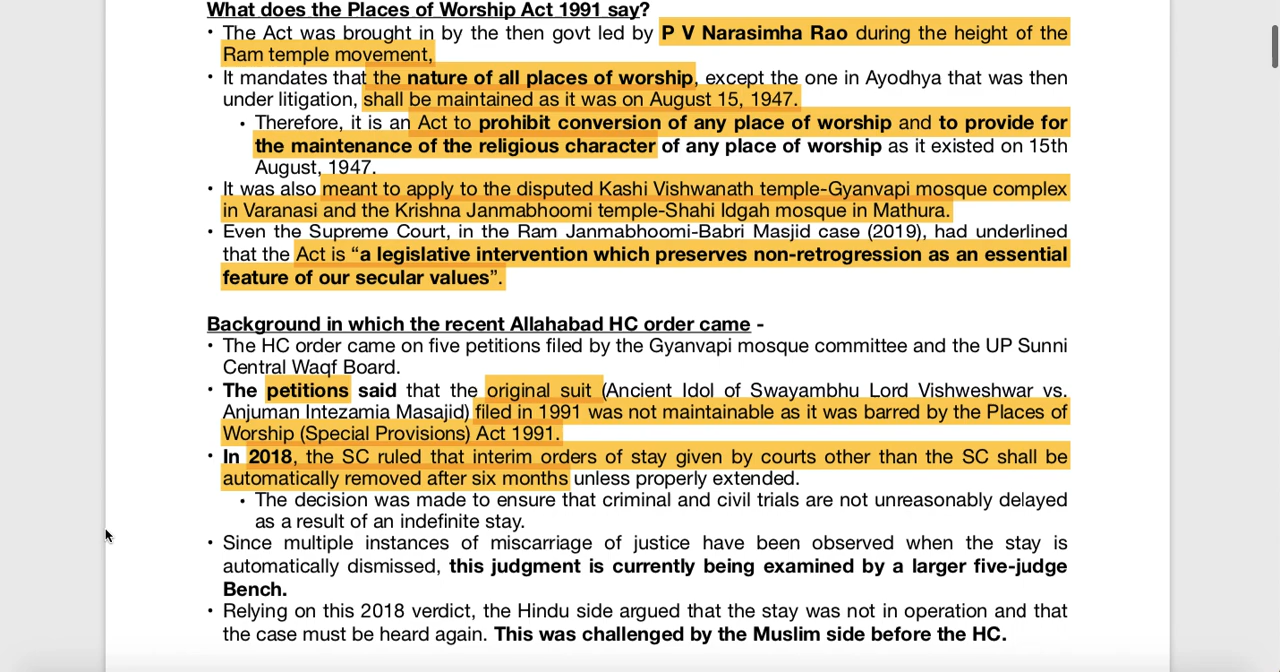 What does the Places of Worship Act 1991 say?
• The Act was brought in by the then govt led by P V Narasimha Rao during the height of the
Ram temple movement,
• It mandates that the nature of all places of worship, except the one in Ayodhya that was then
under litigation, shall be maintained as it was on August 15, 1947.
• Therefore, it is an Act to prohibit conversion of any place of worship and to provide for
the maintenance of the religious character of any place of worship as it existed on 15th
August, 1947.
• It was also meant to apply to the disputed Kashi Vishwanath temple-Gyanvapi mosque complex
in Varanasi and the Krishna Janmabhoomi temple-Shahi Idgah mosque in Mathura.
• Even the Supreme Court, in the Ram Janmabhoomi-Babri Masjid case (2019), had underlined
that the Act is “a legislative intervention which preserves non-retrogression as an essential
feature of our secular values”.
Background in which the recent Allahabad HC order came -
• The HC order came on five petitions filed by the Gyanvapi mosque committee and the UP Sunni
Central Waqf Board.
• The petitions said that the original suit (Ancient Idol of Swayambhu Lord Vishweshwar vs.
Anjuman Intezamia Masajid) filed in 1991 was not maintainable as it was barred by the Places of
Worship (Special Provisions) Act 1991.
• In 2018, the SC ruled that interim orders of stay given by courts other than the SC shall be
automatically removed after six months unless properly extended.
• The decision was made to ensure that criminal and civil trials are not unreasonably delayed
as a result of an indefinite stay.
• Since multiple instances of miscarriage of justice have been observed when the stay is
automatically dismissed, this judgment is currently being examined by a larger five-judge
Bench.
• Relying on this 2018 verdict, the Hindu side argued that the stay was not in operation and that
the case must be heard again. This was challenged by the Muslim side before the HC.